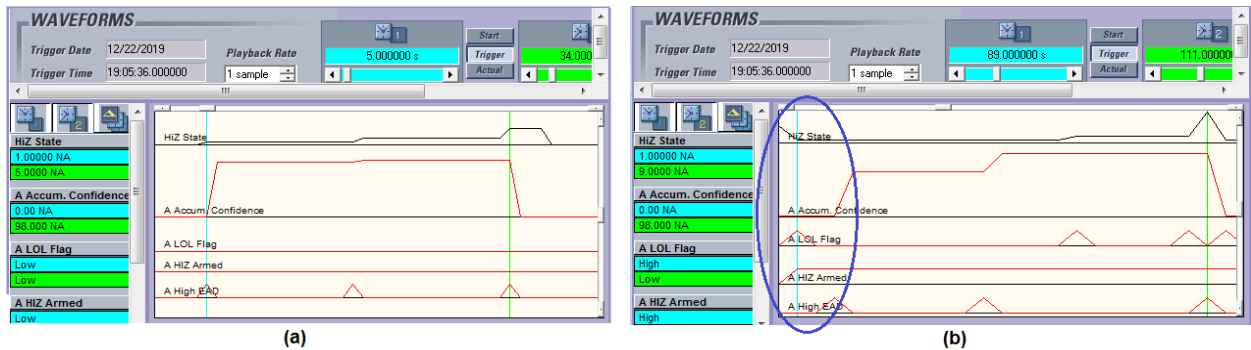 WAVEFORMS
Trigger Date 12/22/2019 Playback Rate 1 Start 2
5.000000 s Trigger 34.000
Trigger Time 19:05:36.000000 1 sample Actual
HiZ State
1.00000 NA
5.0000 NA
A Accum. Confidence
0.00 NA
98.000 NA
A LOL Flag
Low
Low
A HIZ Armed
Low
HiZ State
A Accum. Confidence
A LOL Flag
A HIZ Armed
A High EAD
(a)
WAVEFORMS
Trigger Date 12/22/2019 Playback Rate 1 Start 2
89.000000 s Trigger 111.00000
Trigger Time 19:05:36.000000 1 sample Actual
HiZ State
1.00000 NA
9.0000 NA
A Accum. Confidence
0.00 NA
98.000 NA
A LOL Flag
High
Low
A HIZ Armed
High
HiZ State
A Accum. Confidence
A LOL Flag
A HIZ Armed
A High EAD
(b)